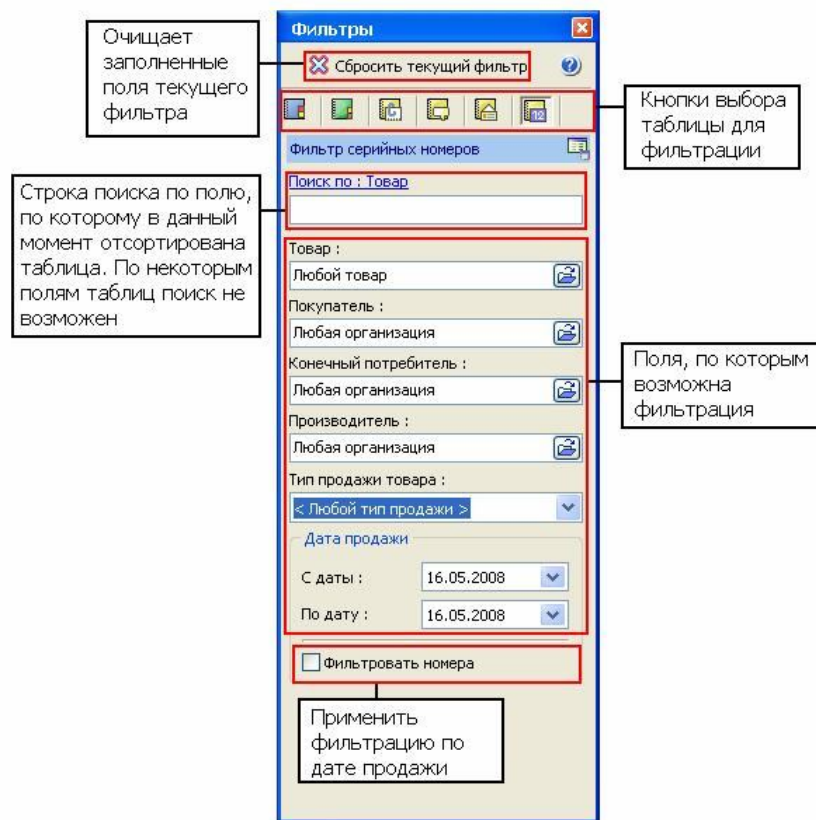 Фильтры
Очищает
заполненные
поля текущего
фильтра
Сбросить текущий фильтр
?
Кнопки выбора
таблицы для
фильтрации
С
12
Фильтр серийных номеров
Строка поиска по полю,
по которому в данный
момент отсортирована
таблица. По некоторым
полям таблиц поиск не
возможен
Поиск по : Товар
Товар :
Любой товар
Покупатель :
Любая организация
Конечный потребитель :
Любая организация
Поля, по которым
возможна
фильтрация
Производитель :
Любая организация
Тип продажи товара :
< Любой тип продажи >
Дата продажи
С даты :
16.05.2008
По дату :
16.05.2008
Фильтровать номера
Применить
фильтрацию по
дате продажи